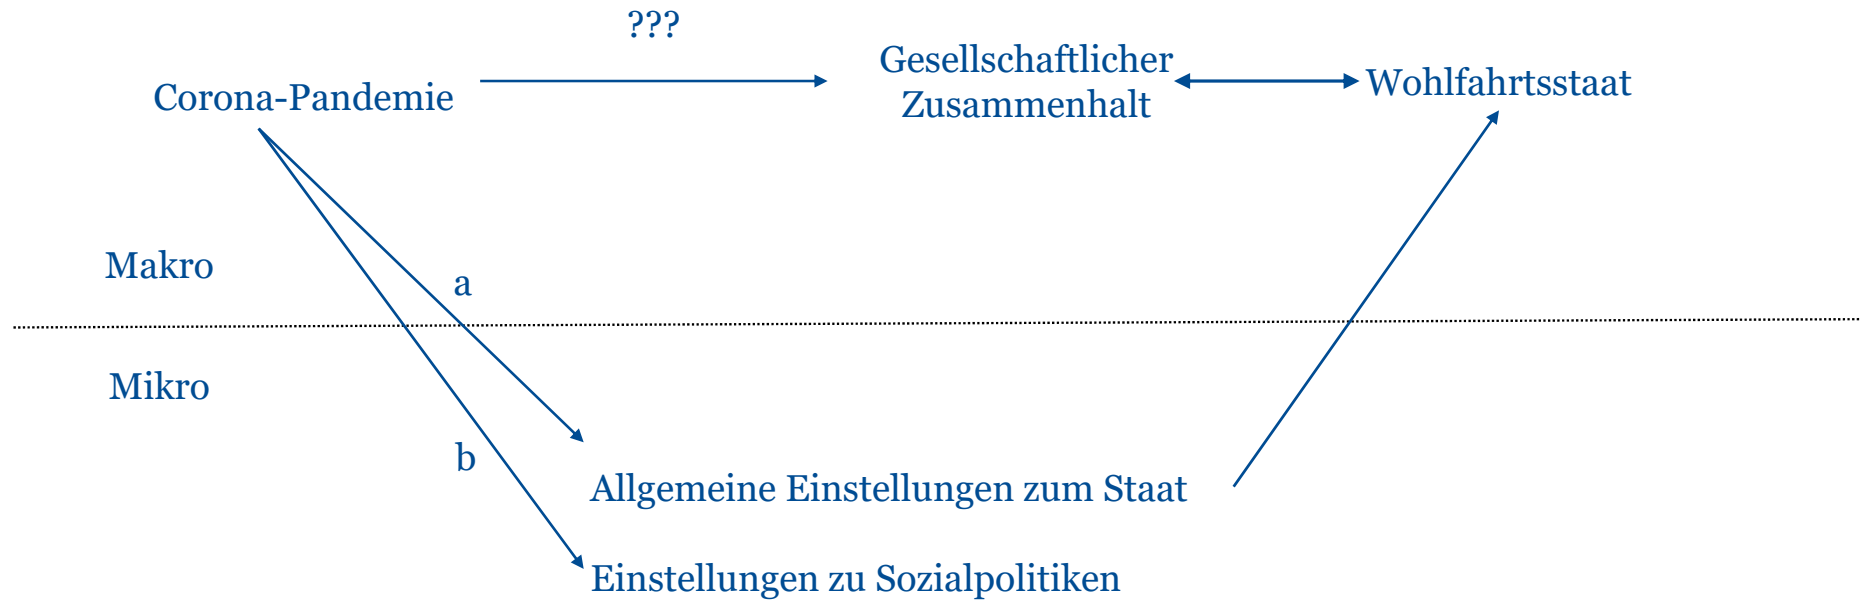 ???
Gesellschaftlicher
Zusammenhalt
Corona-Pandemie
Wohlfahrtsstaat
Makro
a
Mikro
b
Allgemeine Einstellungen zum Staat
Einstellungen zu Sozialpolitiken